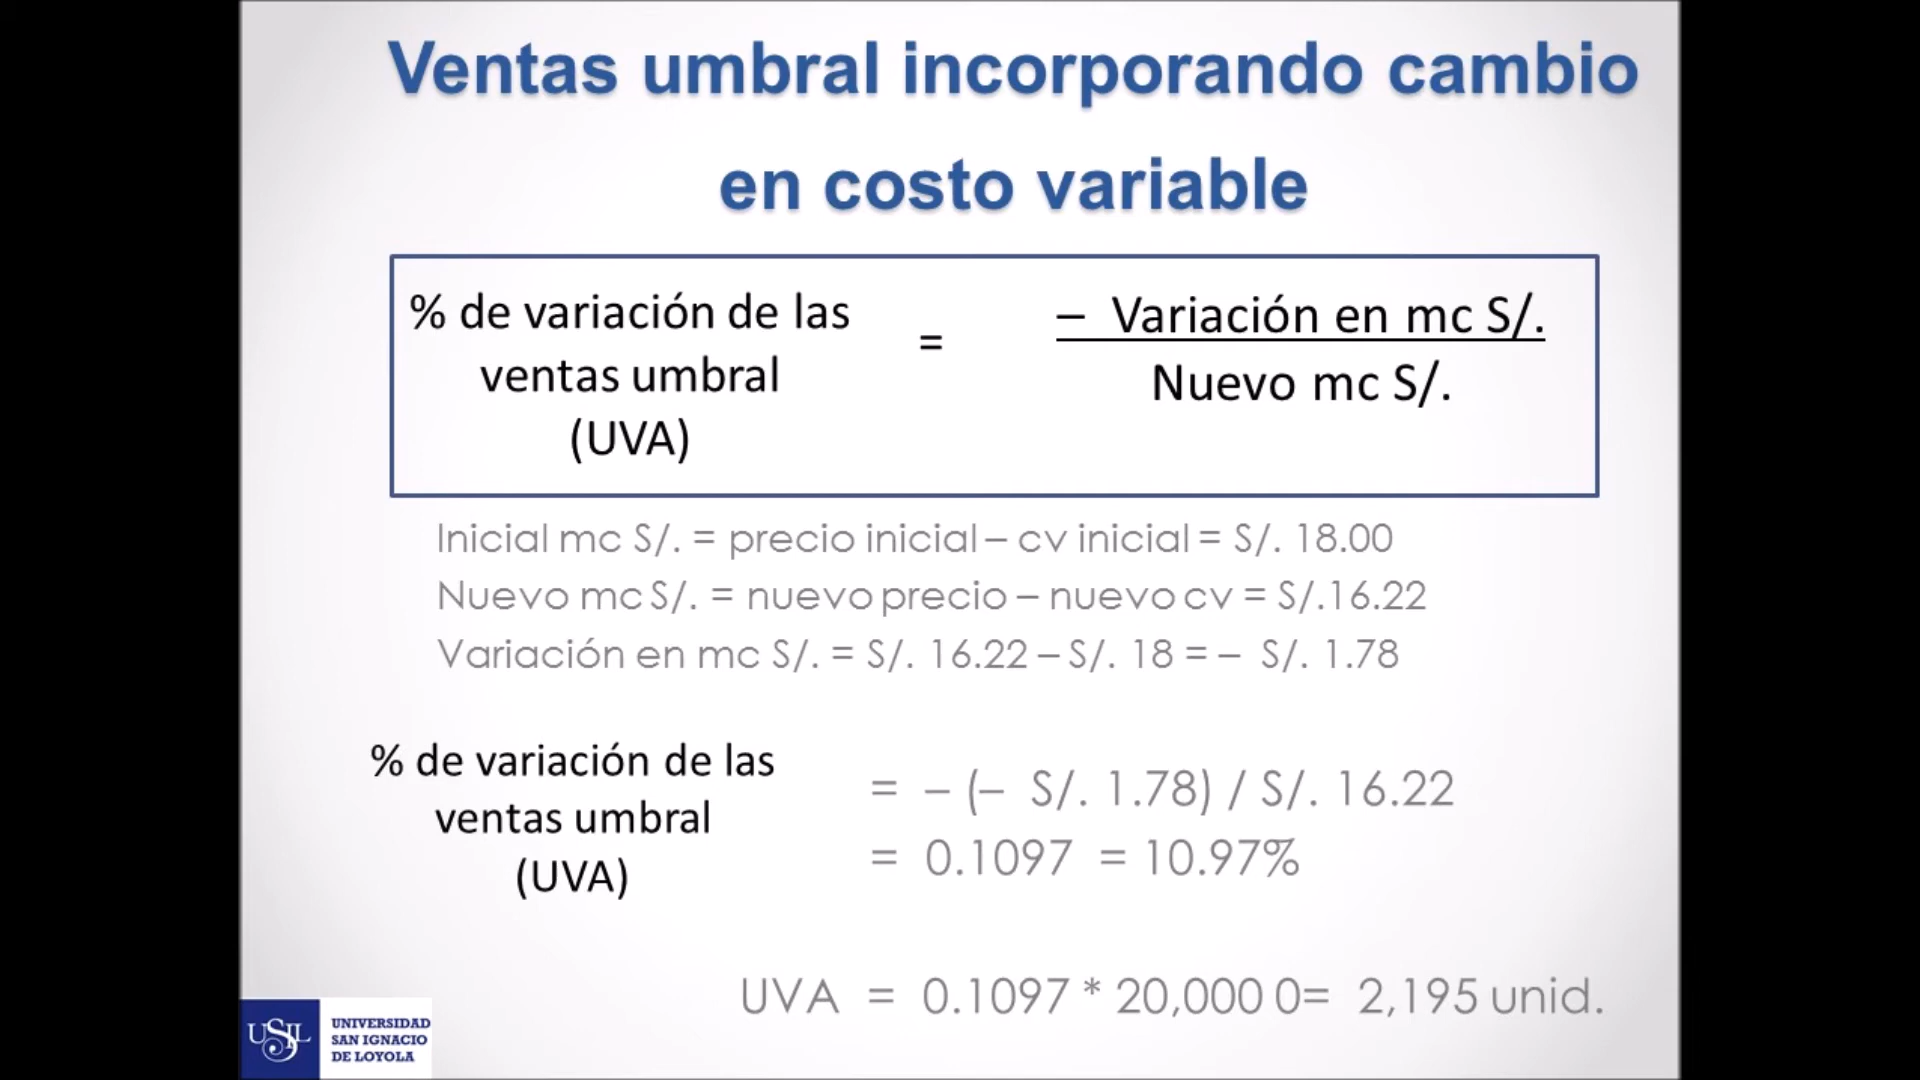 Ventas umbral incorporando cambio
en costo variable
% de variación de las
ventas umbral
(UVA)
=
– Variación en mc S/.
Nuevo mc S/.
Inicial mc S/. = precio inicial – cv inicial = S/. 18.00
Nuevo mc S/. = nuevo precio – nuevo cv = S/.16.22
Variación en mc S/. = S/. 16.22 – S/. 18 = – S/. 1.78
% de variación de las
ventas umbral
(UVA)
= – (– S/. 1.78) / S/. 16.22
= 0.1097 = 10.97%
UVA = 0.1097 * 20,000 0= 2,195 unid.
USIL
UNIVERSIDAD
SAN IGNACIO
DE LOYOLA